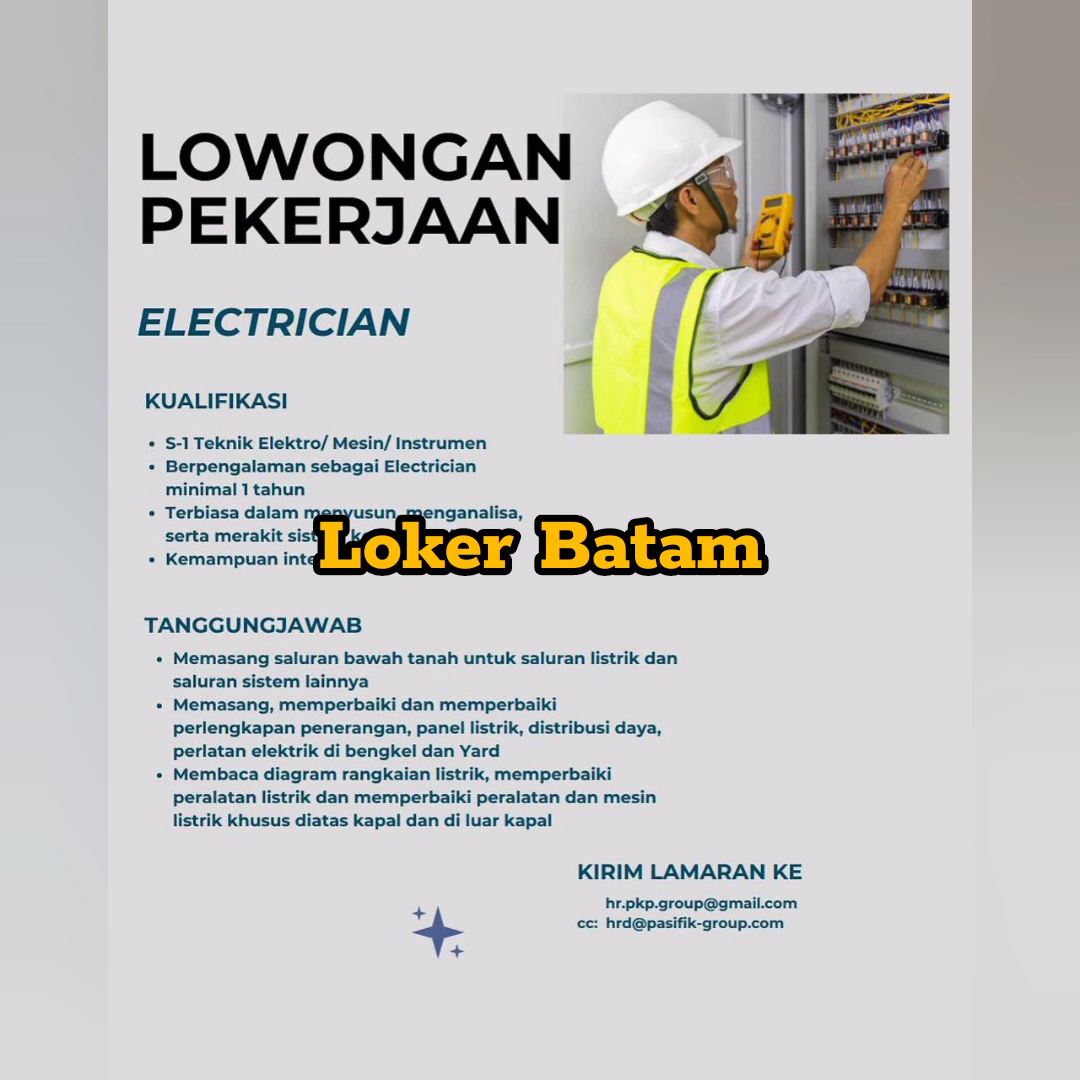 LOWONGAN
PEKERJAAN
ELECTRICIAN
KUALIFIKASI
• S-1 Teknik Elektro/ Mesin/ Instrumen
• Berpengalaman sebagai Electrician
minimal 1 tahun
• Terbiasa dalam menyusun, menganalisa,
serta merakit
• Kemampuan
Loker Batam
TANGGUNGJAWAB
• Memasang saluran bawah tanah untuk saluran listrik dan
saluran sistem lainnya
• Memasang, memperbaiki dan memperbaiki
perlengkapan penerangan, panel listrik, distribusi daya,
perlatan elektrik di bengkel dan Yard
• Membaca diagram rangkaian listrik, memperbaiki
peralatan listrik dan memperbaiki peralatan dan mesin
listrik khusus diatas kapal dan di luar kapal
KIRIM LAMARAN KE
hr.pkp.group@gmail.com
cc: hrd@pasifik-group.com